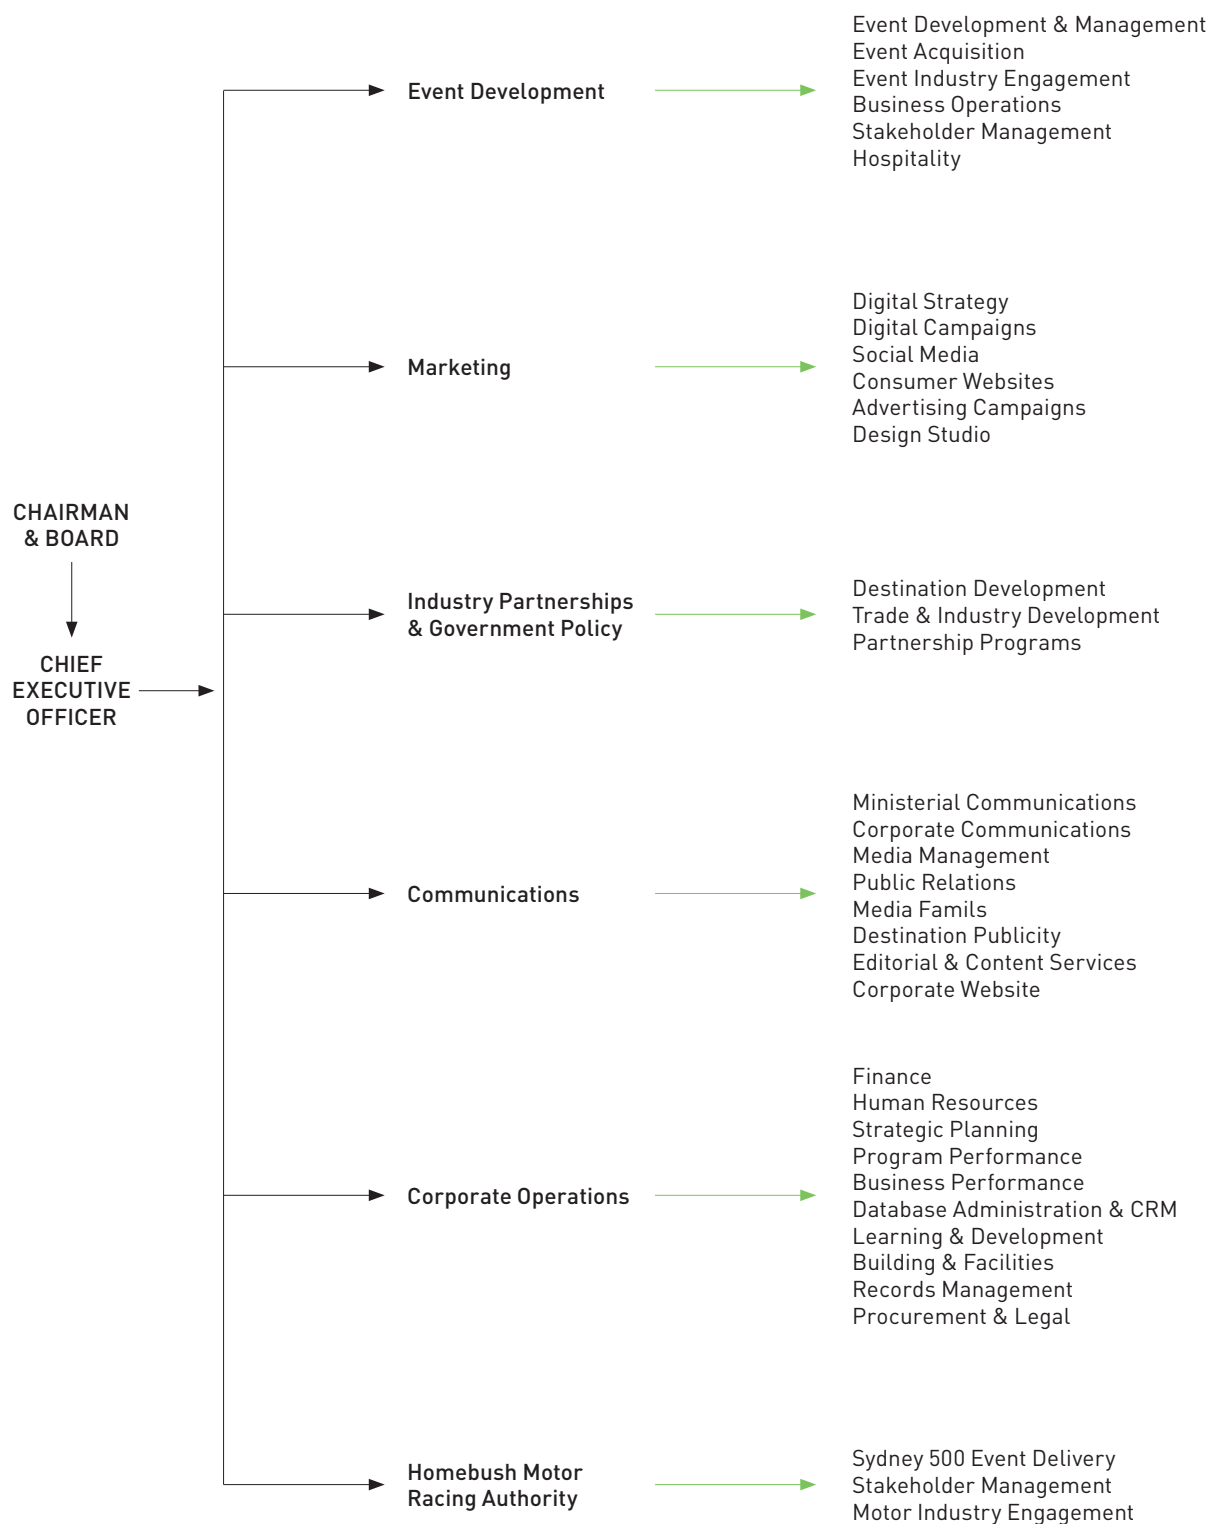 CHAIRMAN
& BOARD
CHIEF
EXECUTIVE
OFFICER
Event Development
Event Development & Management
Event Acquisition
Event Industry Engagement
Business Operations
Stakeholder Management
Hospitality
Marketing
Digital Strategy
Digital Campaigns
Social Media
Consumer Websites
Advertising Campaigns
Design Studio
Industry Partnerships
& Government Policy
Destination Development
Trade & Industry Development
Partnership Programs
Communications
Ministerial Communications
Corporate Communications
Media Management
Public Relations
Media Famils
Destination Publicity
Editorial & Content Services
Corporate Website
Corporate Operations
Finance
Human Resources
Strategic Planning
Program Performance
Business Performance
Database Administration & CRM
Learning & Development
Building & Facilities
Records Management
Procurement & Legal
Homebush Motor
Racing Authority
Sydney 500 Event Delivery
Stakeholder Management
Motor Industry Engagement